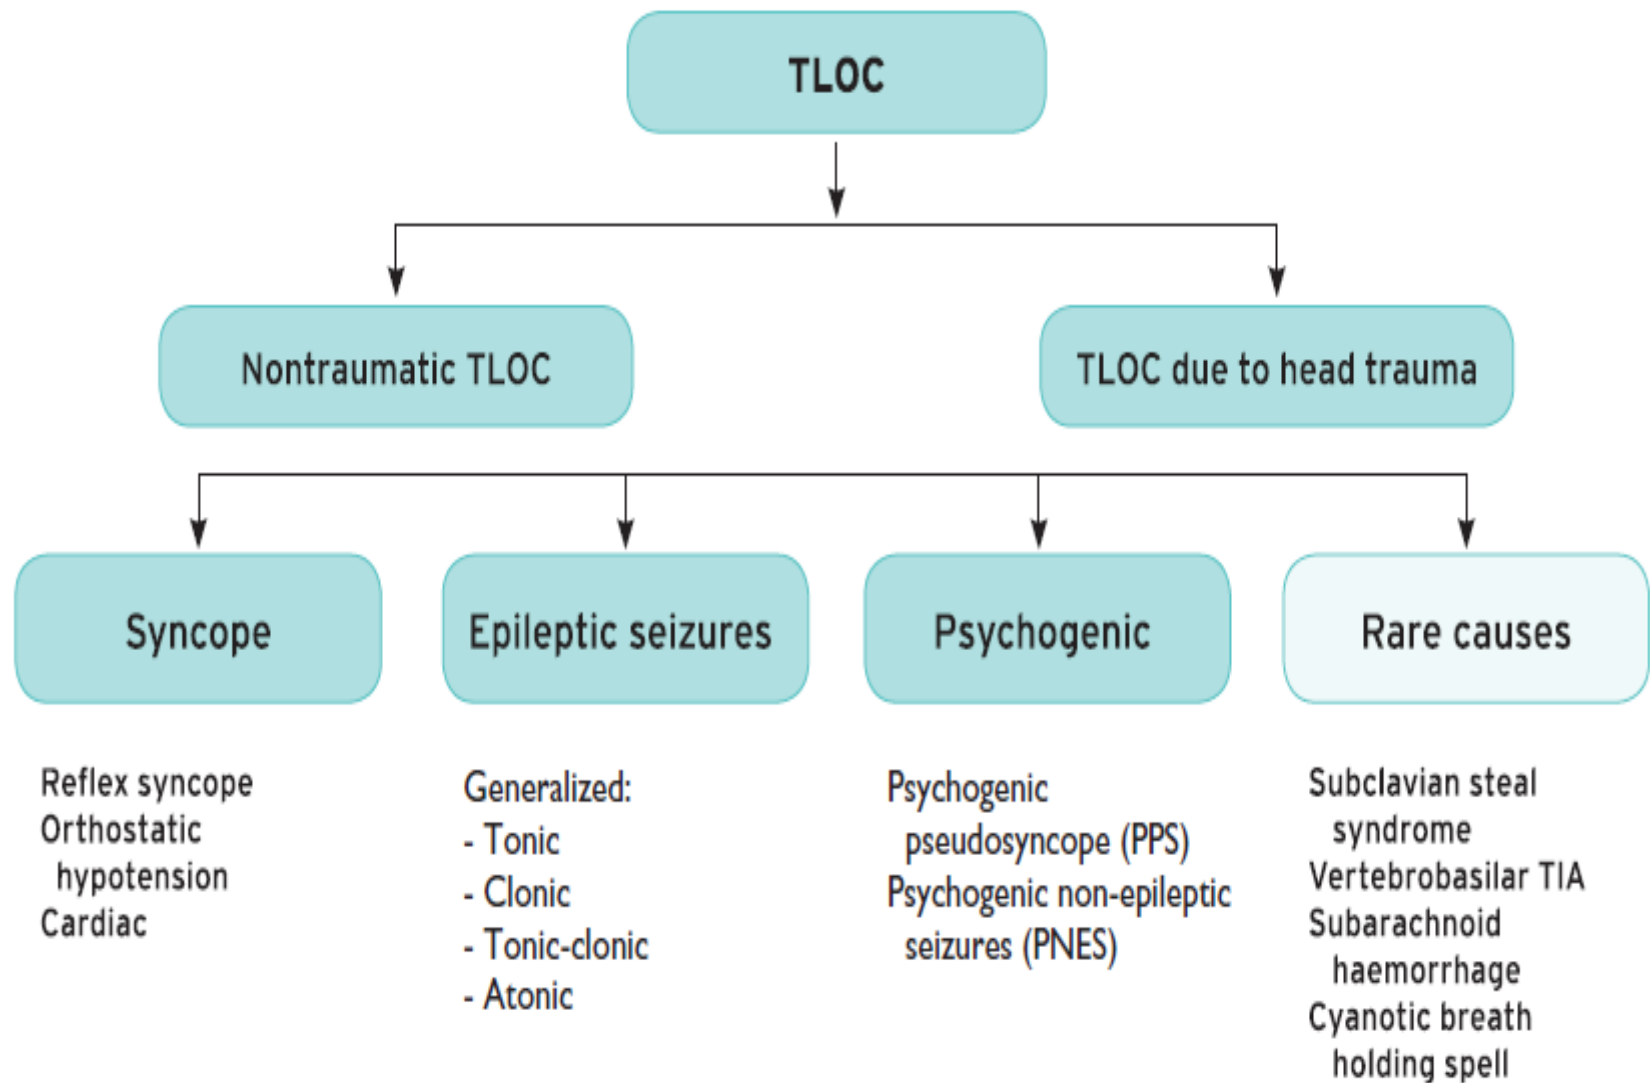 TLOC
Nontraumatic TLOC
TLOC due to head trauma
Syncope
Epileptic seizures
Psychogenic
Rare causes
Reflex syncope
Orthostatic
hypotension
Cardiac
Generalized:
- Tonic
- Clonic
- Tonic-clonic
- Atonic
Psychogenic
pseudosyncope (PPS)
Psychogenic non-epileptic
seizures (PNES)
Subclavian steal
syndrome
Vertebrobasilar TIA
Subarachnoid
haemorrhage
Cyanotic breath
holding spell